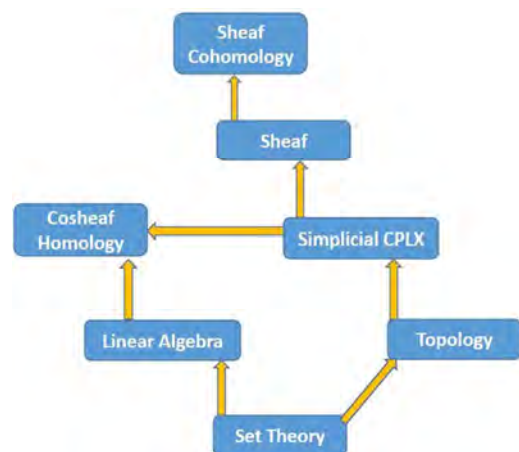 Sheaf
Cohomology
Sheaf
Cosheaf
Homology
Simplicial CPLX
Linear Algebra
Topology
Set Theory